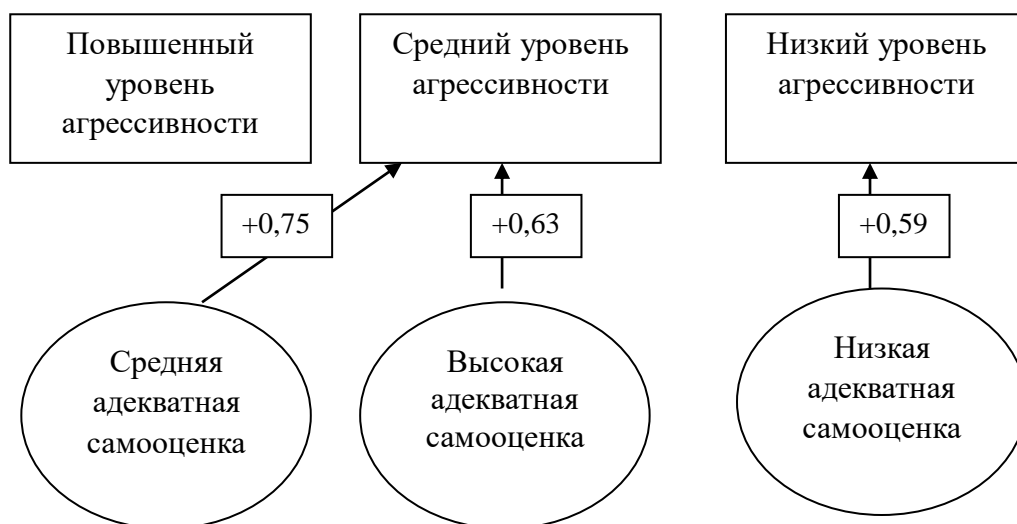 Повышенный
уровень
агрессивности
Средний уровень
агрессивности
Низкий уровень
агрессивности
+0,75
+0,63
+0,59
Средняя
адекватная
самооценка
Высокая
адекватная
самооценка
Низкая
адекватная
самооценка